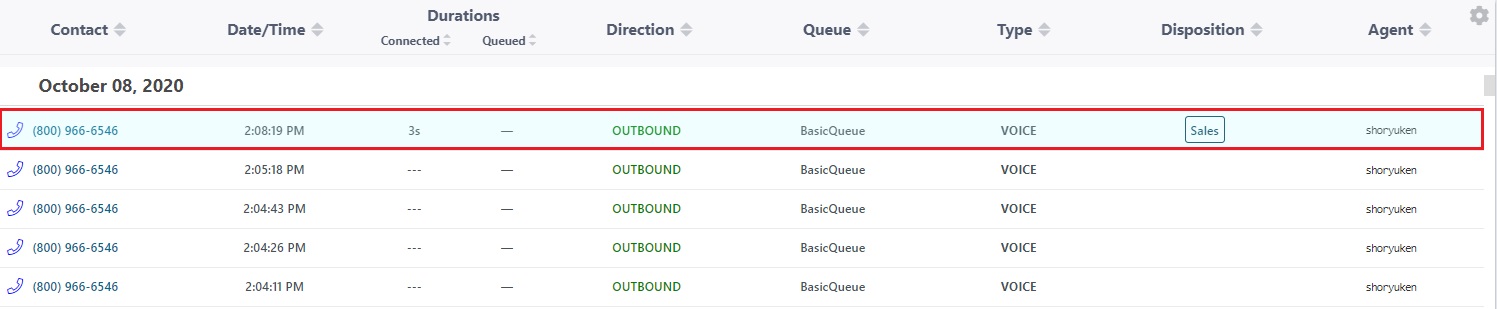 Contact Date/Time Durations Direction Queue Type Disposition Agent
Connected Queued
October 08, 2020
(800) 966-6546 2:08:19 PM 3s — OUTBOUND BasicQueue VOICE Sales shoryuken
(800) 966-6546 2:05:18 PM --- — OUTBOUND BasicQueue VOICE shoryuken
(800) 966-6546 2:04:43 PM --- — OUTBOUND BasicQueue VOICE shoryuken
(800) 966-6546 2:04:26 PM --- — OUTBOUND BasicQueue VOICE shoryuken
(800) 966-6546 2:04:11 PM --- — OUTBOUND BasicQueue VOICE shoryuken